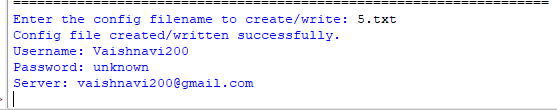 Enter the config filename to create/write: 5.txt
Config file created/written successfully.
Username: Vaishnavi200
Password: unknown
Server: vaishnavi200@gmail.com